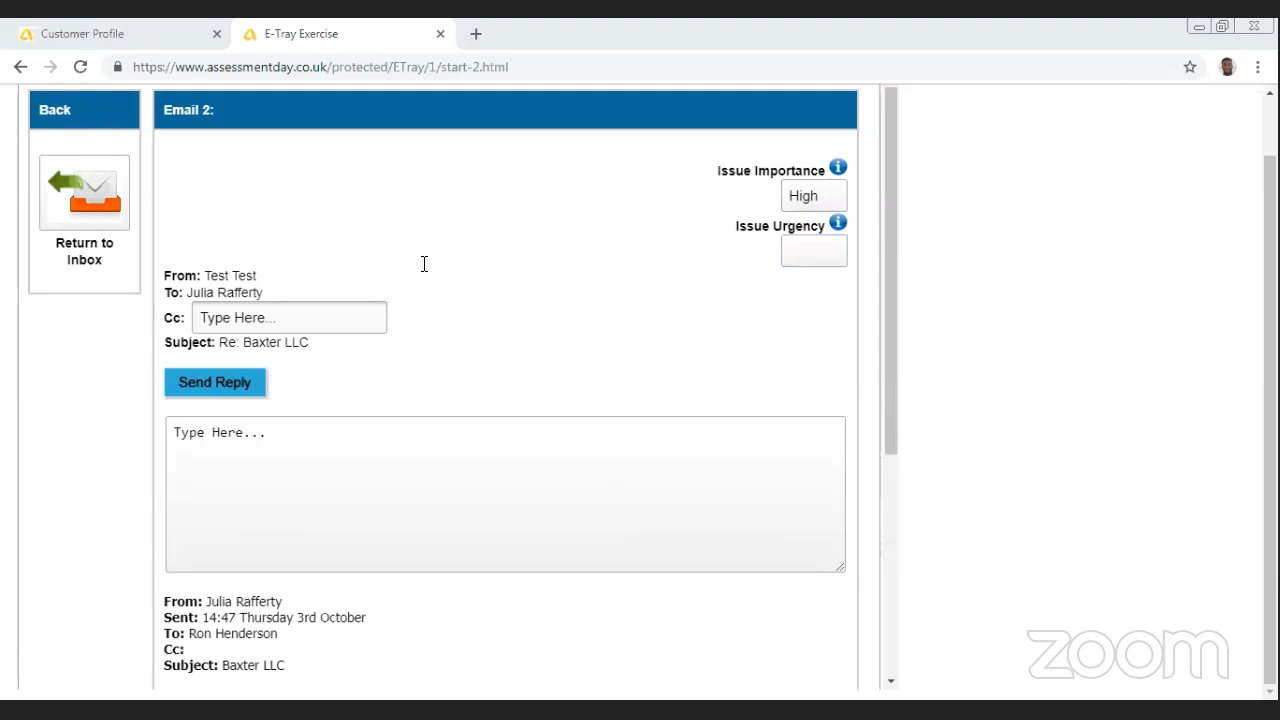 Customer Profile
E-Tray Exercise
https://www.assessmentday.co.uk/protected/ETray/1/start-2.html
Back
Email 2:
Return to
Inbox
Issue Importance
High
Issue Urgency
From: Test Test
To: Julia Rafferty
Cc: Type Here...
Subject: Re: Baxter LLC
Send Reply
Type Here...
From: Julia Rafferty
Sent: 14:47 Thursday 3rd October
To: Ron Henderson
Cc:
Subject: Baxter LLC
zoom